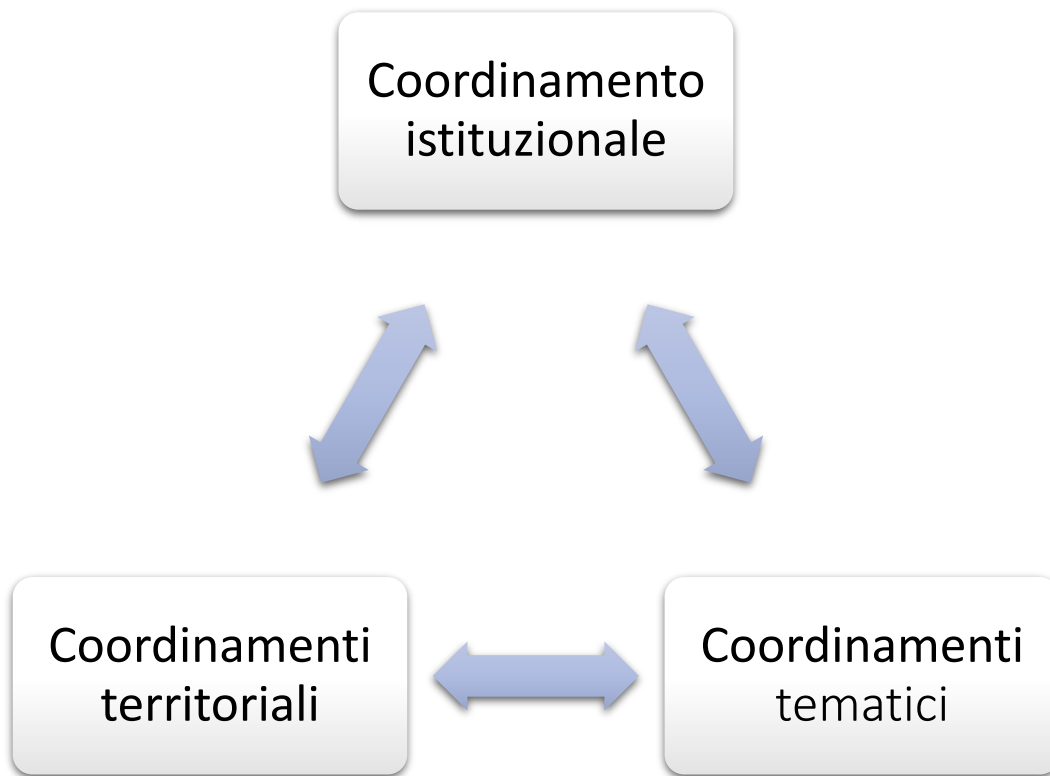 Coordinamento
istituzionale
Coordinamenti
territoriali
Coordinamenti
tematici